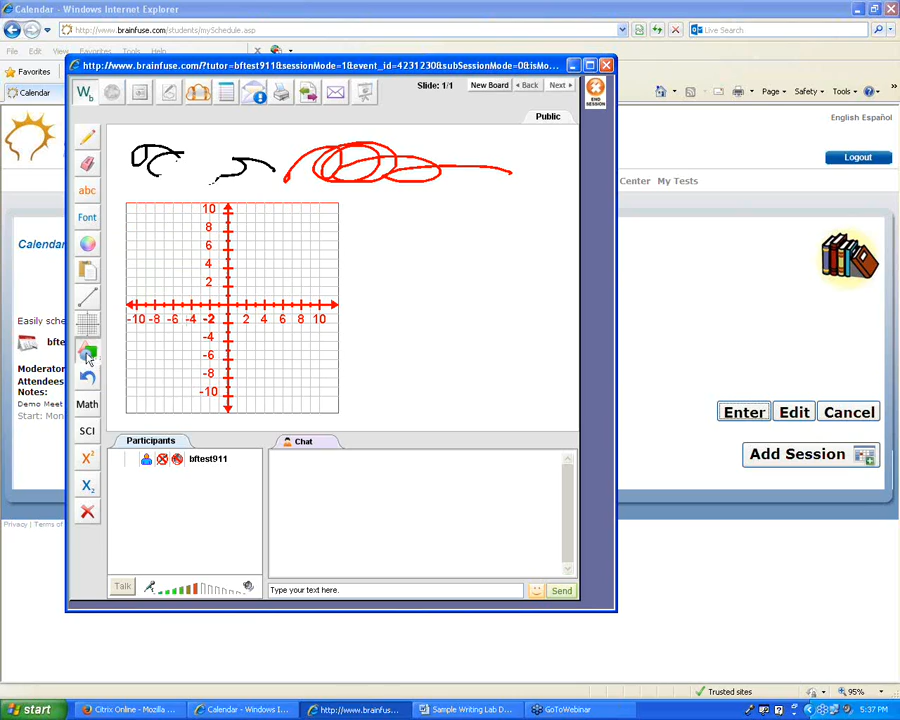 Calendar - Windows Internet Explorer
http://www.brainfuse.com/students/mySchedule.asp
Live Search
File Edit View Favorites Tools Help
Favorites
Calendar
Page Safety Tools
http://www.brainfuse.com/?tutor=bftest911&sessionMode=1&event_id=4231230&subSessionMode=0&isMo...
Wb
Slide: 1/1 New Board Back Next
END SESSION
Public
English Español
Logout
Center My Tests
abc
Font
Math
SCI
X²
X₂
10
8
6
4
2
-10 -8 -6 -4 -2 2 4 6 8 10
-4
-6
-8
-10
Calendar
Easily sche
bfte
Moderator
Attendees
Notes:
Demo Meet
Start: Mon
Enter Edit Cancel
Add Session
Participants
Chat
bftest911
Talk
Type your text here.
Send
Privacy | Terms of
Trusted sites
95%
start
Citrix Online - Mozilla ...
Calendar - Windows I...
http://www.brainfus...
Sample Writing Lab D...
GoToWebinar
5:37 PM